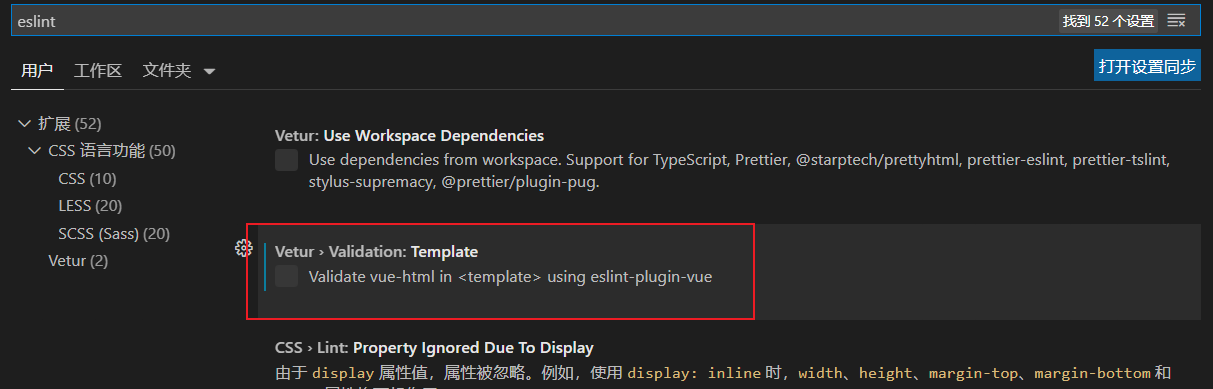 eslint
找到 52 个设置
用户 工作区 文件夹
打开设置同步
扩展 (52)
CSS 语言功能 (50)
CSS (10)
LESS (20)
SCSS (Sass) (20)
Vetur (2)
Vetur: Use Workspace Dependencies
Use dependencies from workspace. Support for TypeScript, Prettier, @starptech/prettyhtml, prettier-eslint, prettier-tslint,
stylus-supremacy, @prettier/plugin-pug.
Vetur › Validation: Template
Validate vue-html in <template> using eslint-plugin-vue
CSS › Lint: Property Ignored Due To Display
由于 display 属性值，属性被忽略。例如，使用 display: inline 时，width、height、margin-top、margin-bottom 和